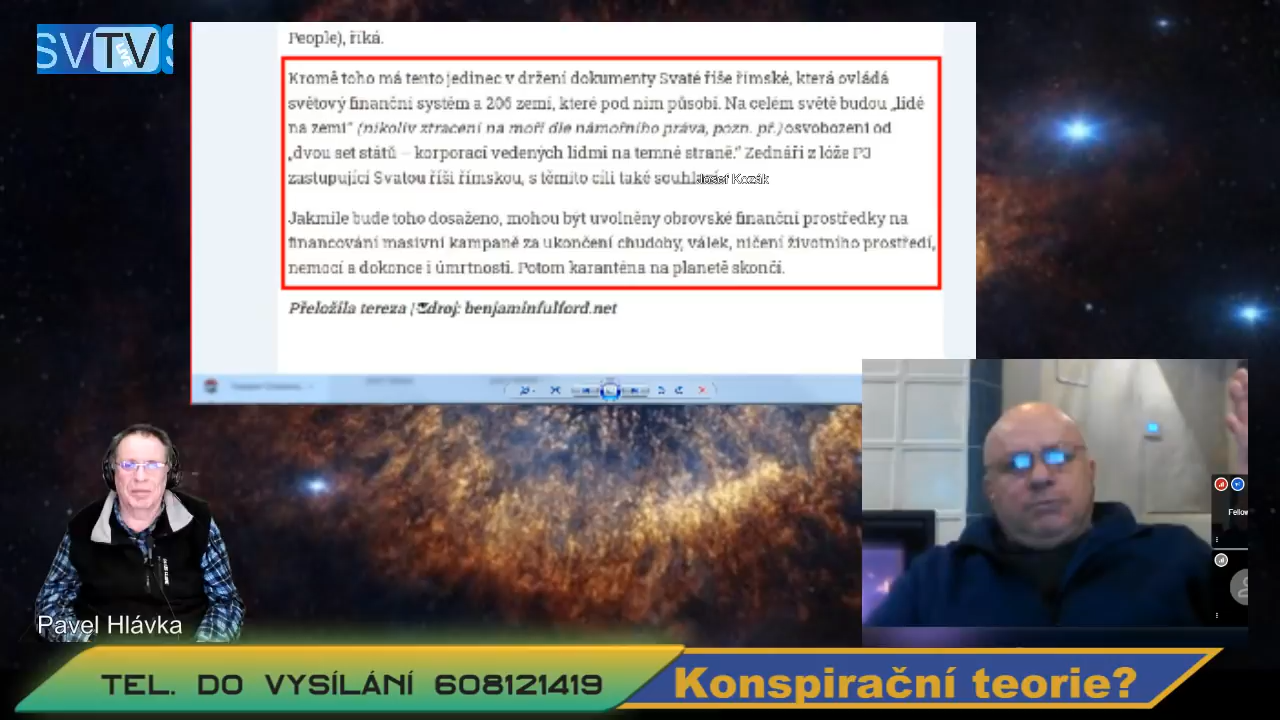 SVTV
LIVE
People), říká.
Kromě toho má tento jedinec v držení dokumenty Svaté říše římské, která ovládá
světový finanční systém a 206 zemí, které pod ním působí. Na celém světě budou „lidé
na zemi“ (nikoliv ztracení na moři dle námořního práva, pozn. př.) osvobozeni od
„dvou set států – korporací vedených lidmi na temné straně.“ Zednáři z lóže P3
zastupující Svatou říši římskou, s těmito cíli také
Kozák
Jakmile bude toho dosaženo, mohou být uvolněny obrovské finanční prostředky na
financování masivní kampaně za ukončení chudoby, válek, ničení životního prostředí,
nemocí a dokonce i úmrtnosti. Potom karanténa na planetě skončí.
Přeložila tereza | Zdroj: benjaminfulford.net
Fellow
Pavel Hlávka
TEL. DO VYSÍLÁNÍ 608121419
Konspirační teorie?